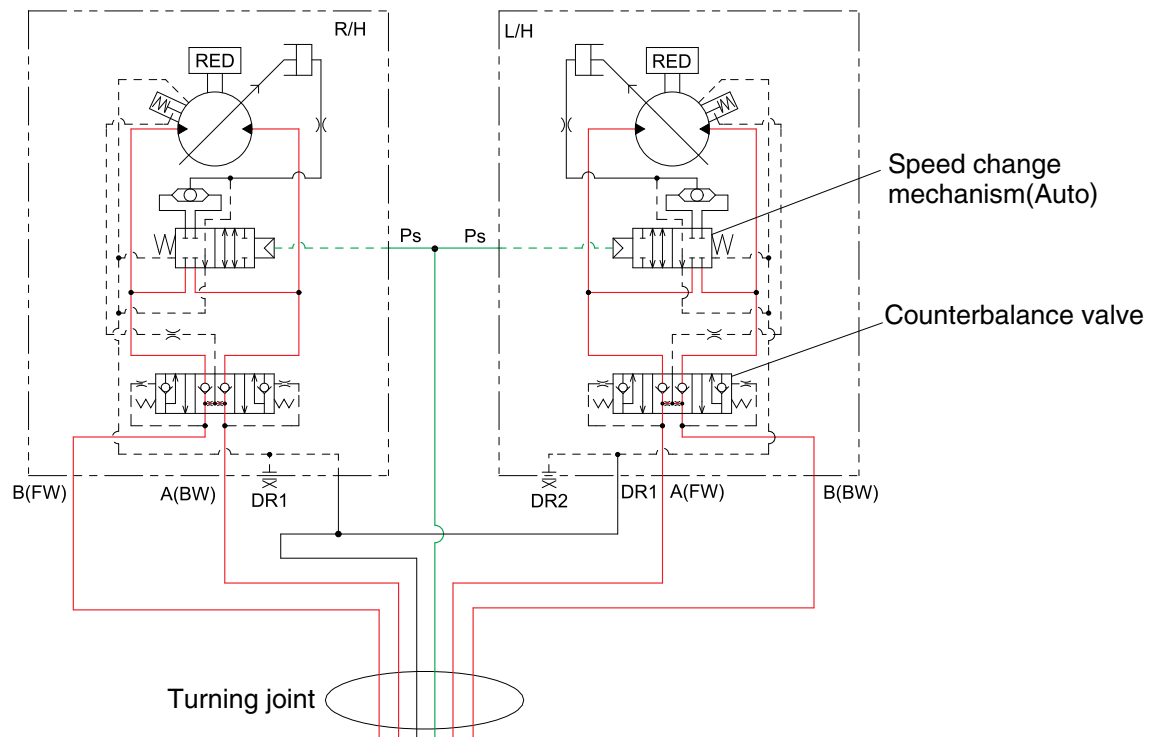 R/H
L/H
RED
RED
Speed change
mechanism(Auto)
Ps
Ps
Counterbalance valve
B(FW)
A(BW)
DR1
DR2
DR1
A(FW)
B(BW)
Turning joint